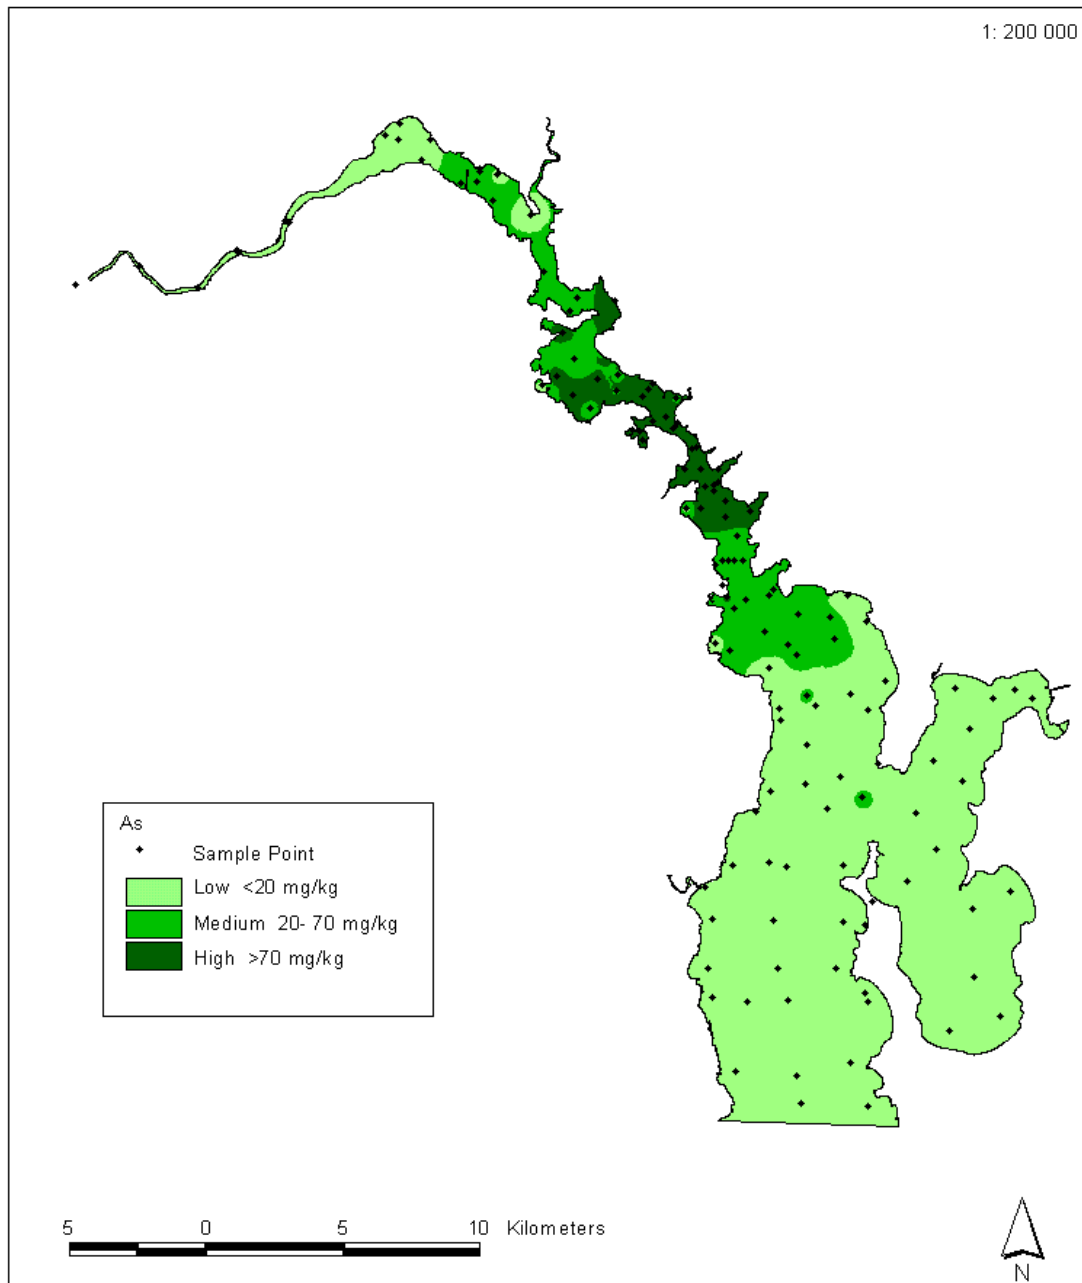 1: 200 000
As
Sample Point
Low <20 mg/kg
Medium 20- 70 mg/kg
High >70 mg/kg
5 0 5 10 Kilometers
N